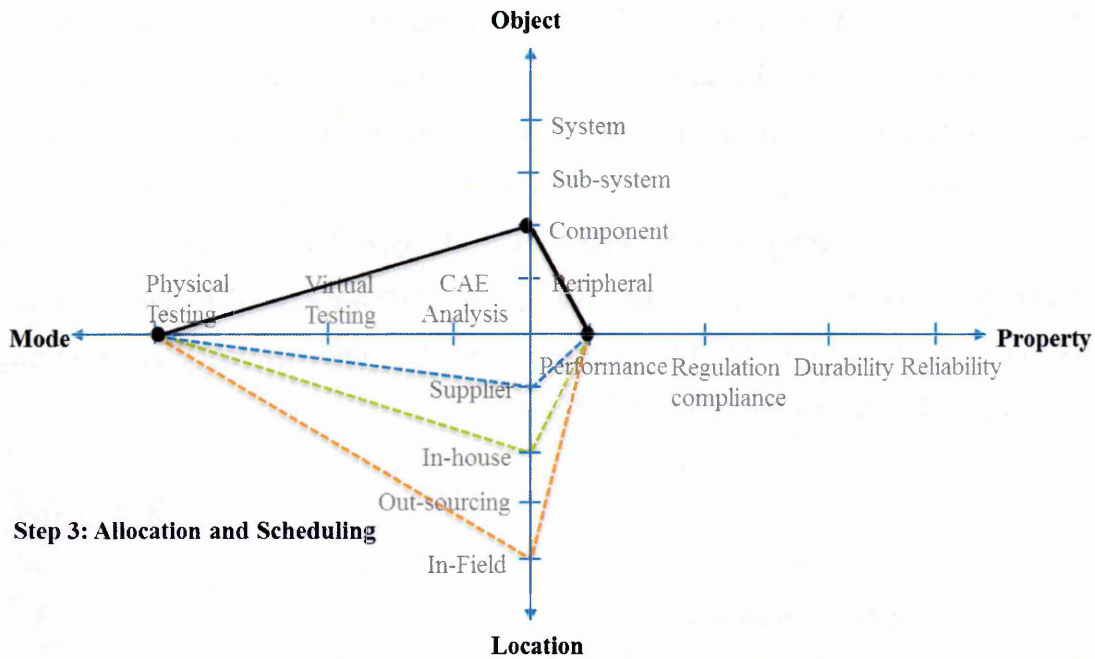 Object
System
Sub-system
Component
Physical
Testing
Virtual
Testing
CAE
Analysis
Peripheral
Mode
Property
Performance
Regulation
compliance
Durability
Reliability
Supplier
In-house
Out-sourcing
Step 3: Allocation and Scheduling
In-Field
Location